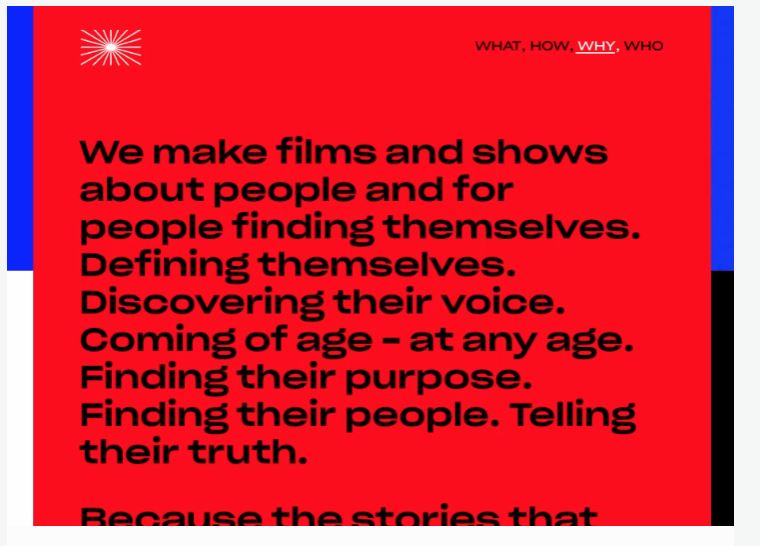 WHAT, HOW, WHY, WHO
We make films and shows
about people and for
people finding themselves.
Defining themselves.
Discovering their voice.
Coming of age – at any age.
Finding their purpose.
Finding their people. Telling
their truth.
Because the stories that